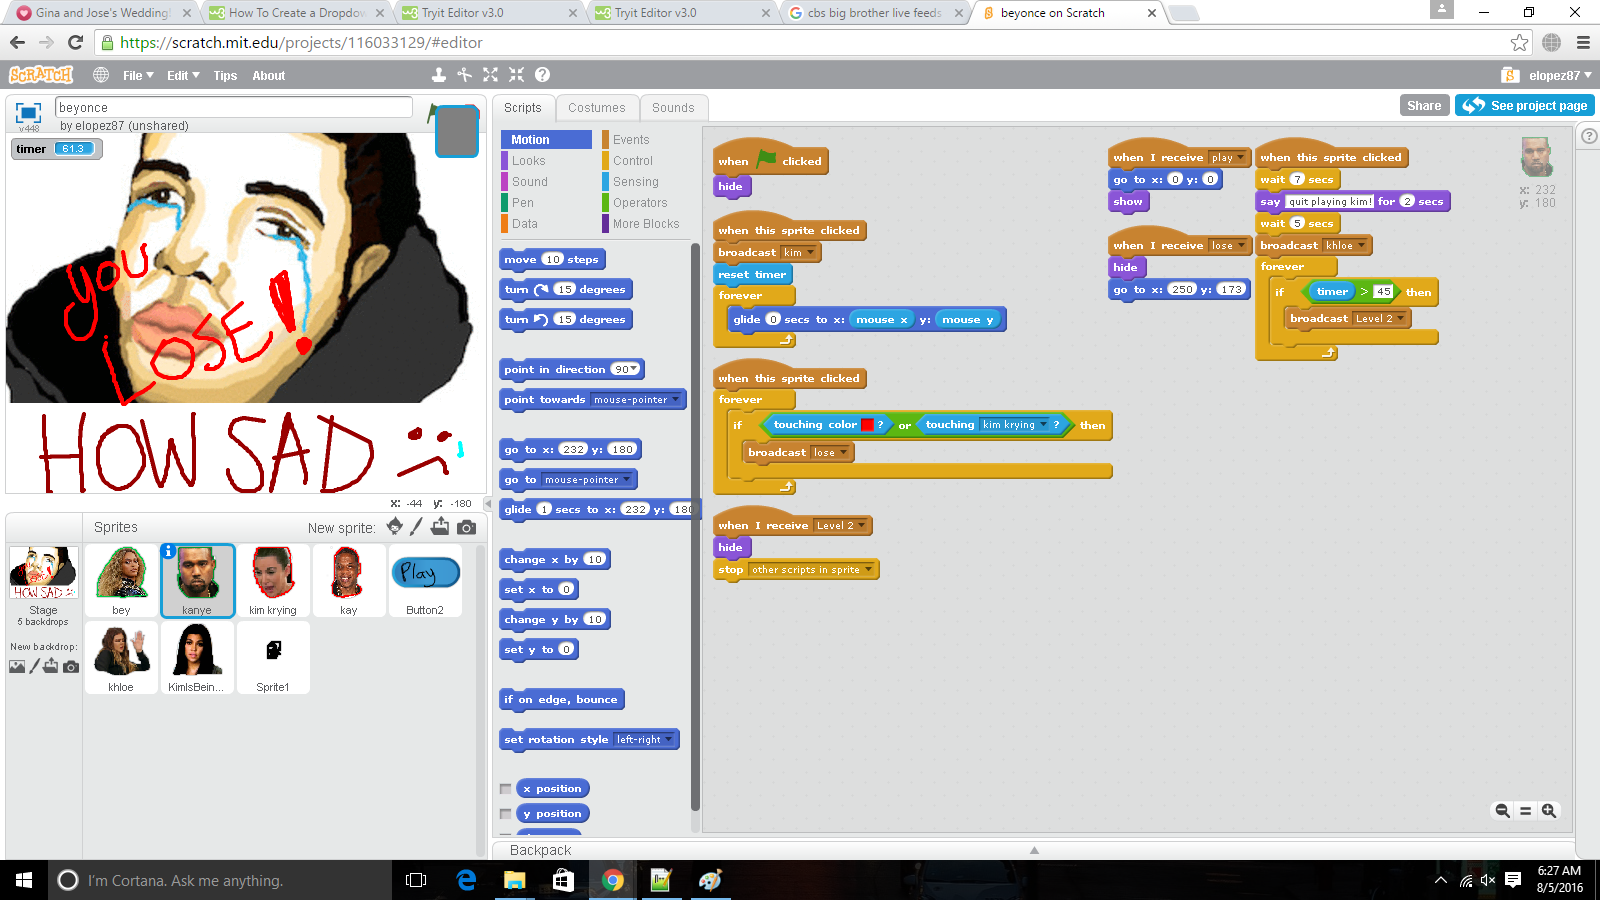 Gina and Jose's Wedding!
How To Create a Dropdow
Tryit Editor v3.0
Tryit Editor v3.0
cbs big brother live feeds
beyonce on Scratch
https://scratch.mit.edu/projects/116033129/#editor
SCRATCH
File
Edit
Tips
About
elopez87
v448
beyonce
by elopez87 (unshared)
timer 61.3
YOU
LOSE!
HOW SAD
x: -44 y: -180
Scripts
Costumes
Sounds
Share
See project page
Motion
Events
Looks
Control
Sound
Sensing
Pen
Operators
Data
More Blocks
move 10 steps
turn 15 degrees
turn 15 degrees
point in direction 90
point towards mouse-pointer
go to x: 232 y: 180
go to mouse-pointer
glide 1 secs to x: 232 y: 180
change x by 10
set x to 0
change y by 10
set y to 0
if on edge, bounce
set rotation style left-right
x position
y position
when clicked
hide
when this sprite clicked
broadcast kim
reset timer
forever
glide 0 secs to x: mouse x y: mouse y
when this sprite clicked
forever
if touching color ? or touching kim krying ? then
broadcast lose
when I receive Level 2
hide
stop other scripts in sprite
when I receive play
go to x: 0 y: 0
show
when I receive lose
hide
go to x: 250 y: 173
when this sprite clicked
wait 7 secs
say quit playing kim! for 2 secs
wait 5 secs
broadcast khloe
forever
if timer > 45 then
broadcast Level 2
x: 232
y: 180
Sprites
New sprite:
HOW SAD
Stage
5 backdrops
New backdrop:
bey
kanye
kim krying
kay
Play
Button2
khloe
KimIsBein...
Sprite1
Backpack
I'm Cortana. Ask me anything.
6:27 AM
8/5/2016